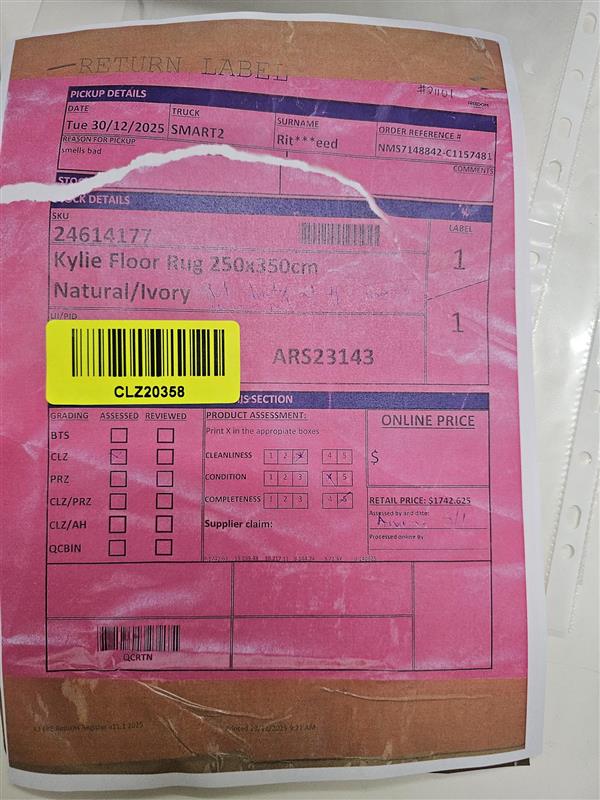 RETURN LABEL
PICKUP DETAILS
DATE TRUCK SURNAME ORDER REFERENCE #
Tue 30/12/2025 SMART2 Rit***eed NMS7148842-C1157481
REASON FOR PICKUP COMMENTS
smells bad
STOCK DETAILS
SKU LABEL
24614177 1
Kylie Floor Rug 250x350cm
Natural/Ivory
1
UI/PID
ARS23143
CLZ20358
SECTION
GRADING ASSESSED REVIEWED PRODUCT ASSESSMENT: ONLINE PRICE
BTS Print X in the appropiate boxes
CLZ CLEANLINESS 1 2 4 5 $
PRZ CONDITION 1 2 3 5
CLZ/PRZ COMPLETENESS 1 2 3 4 RETAIL PRICE: $1742.625
Assessed by and date:
CLZ/AH Supplier claim:
Processed online by
QCBIN
QCRTN